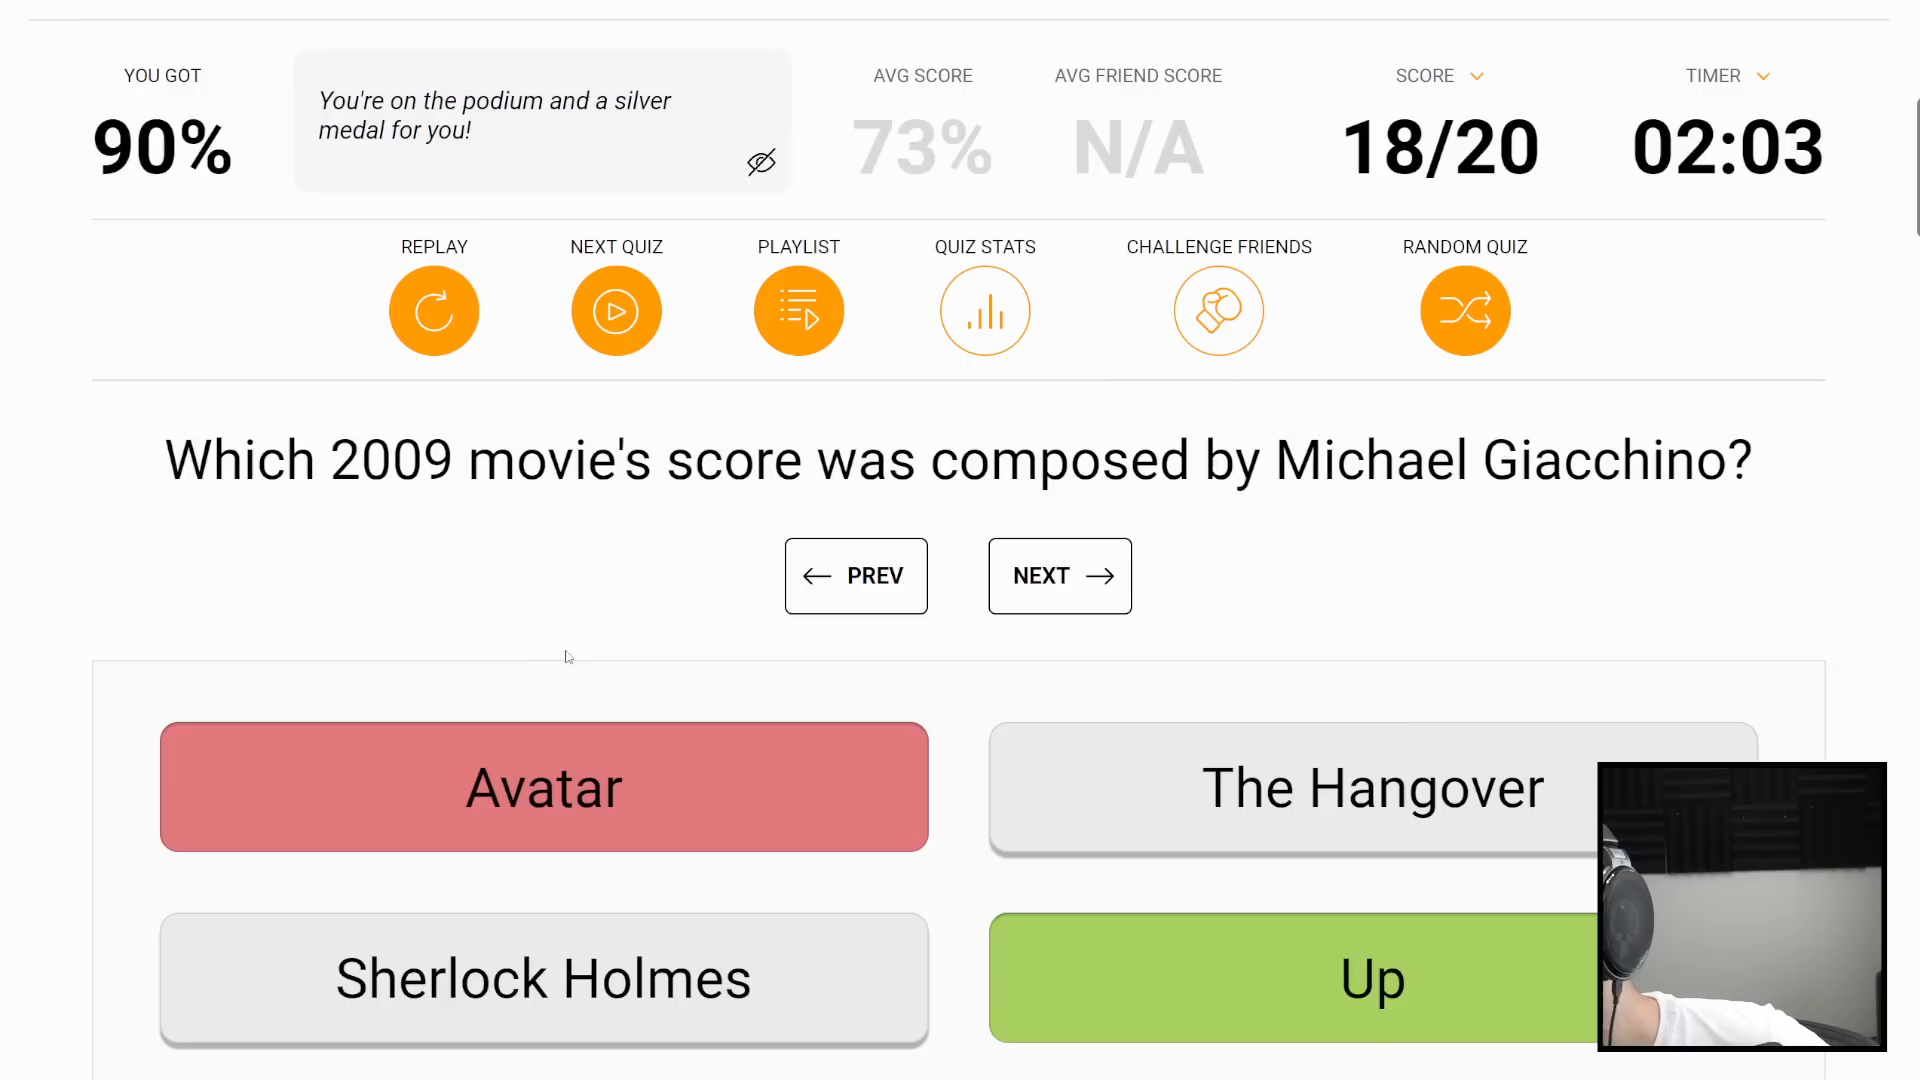 YOU GOT
90%
You're on the podium and a silver
medal for you!
AVG SCORE
73%
AVG FRIEND SCORE
N/A
SCORE
18/20
TIMER
02:03
REPLAY
NEXT QUIZ
PLAYLIST
QUIZ STATS
CHALLENGE FRIENDS
RANDOM QUIZ
Which 2009 movie's score was composed by Michael Giacchino?
PREV
NEXT
Avatar
The Hangover
Sherlock Holmes
Up